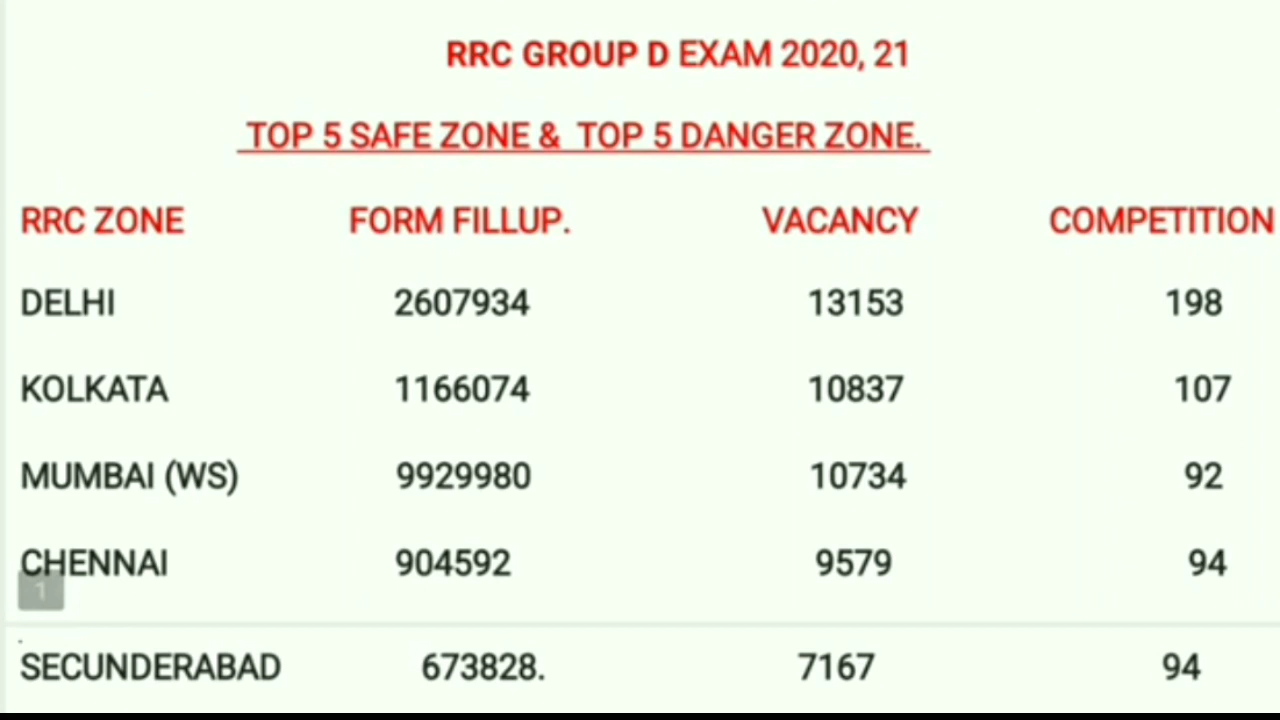 RRC GROUP D EXAM 2020, 21
TOP 5 SAFE ZONE & TOP 5 DANGER ZONE.
RRC ZONE FORM FILLUP. VACANCY COMPETITION
DELHI 2607934 13153 198
KOLKATA 1166074 10837 107
MUMBAI (WS) 9929980 10734 92
CHENNAI 904592 9579 94
1
SECUNDERABAD 673828. 7167 94